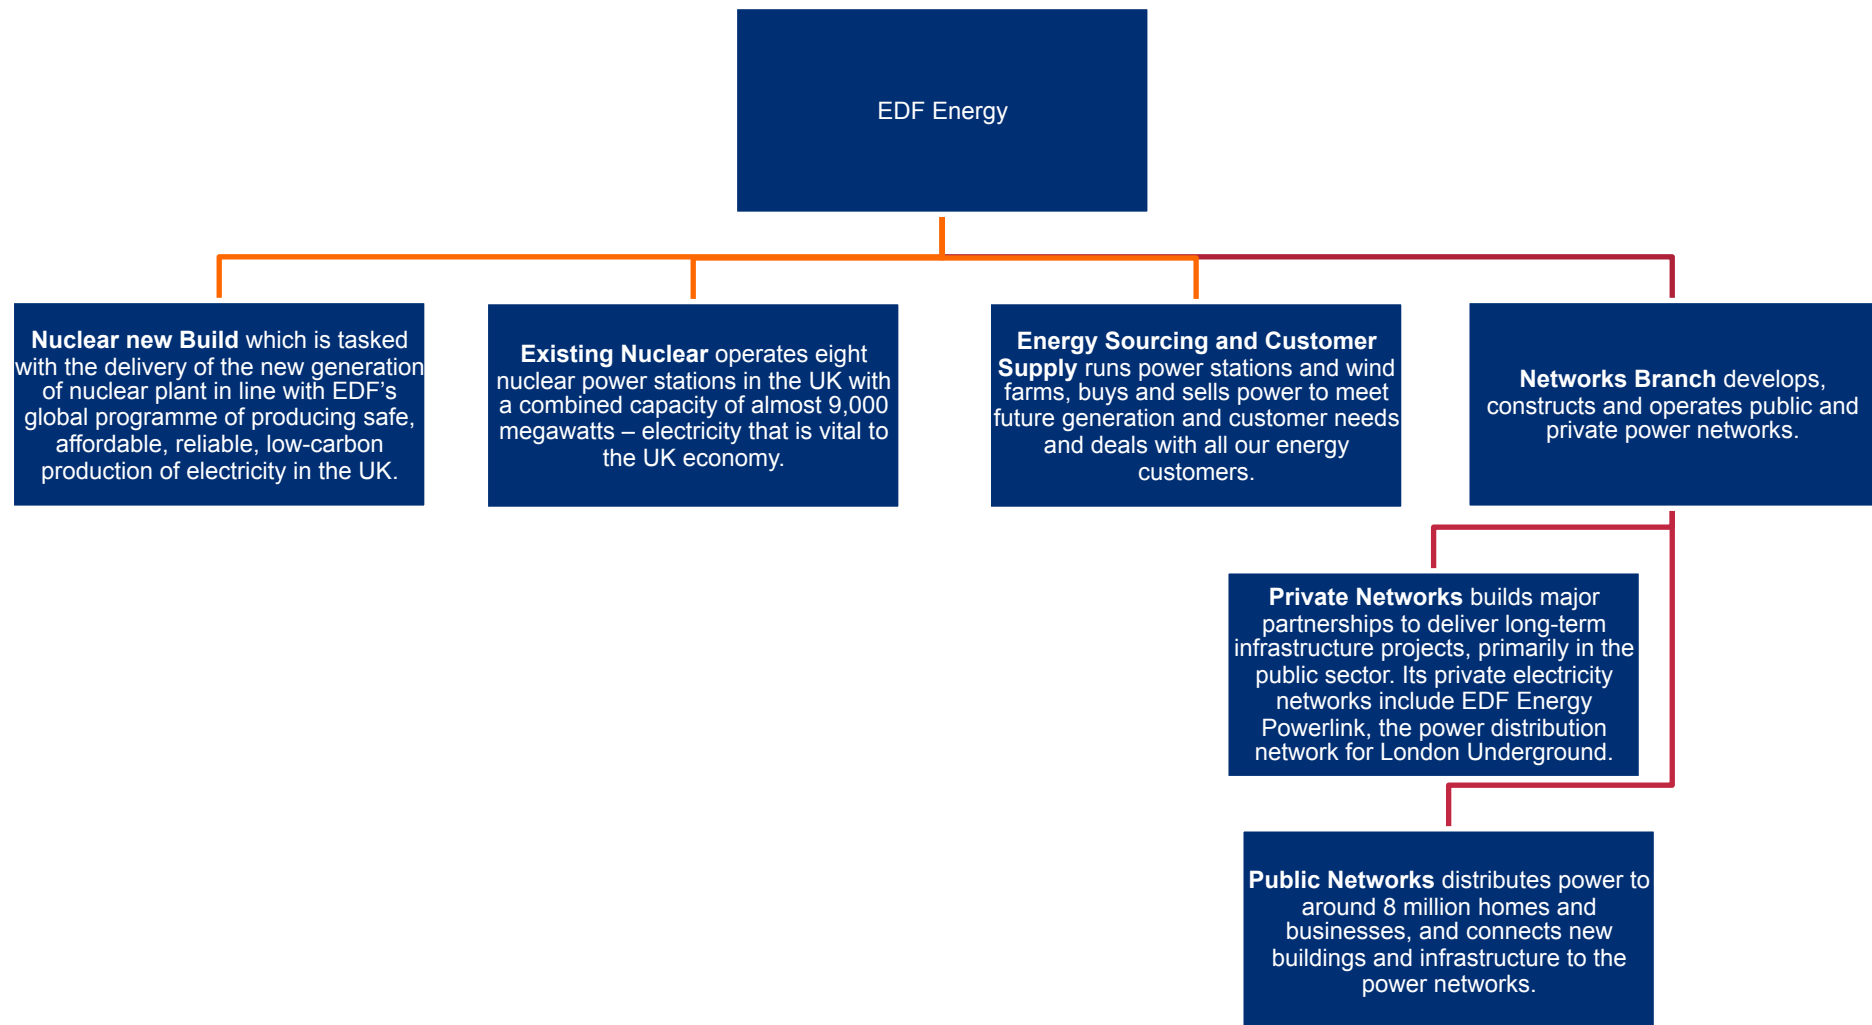 EDF Energy
Nuclear new Build which is tasked
with the delivery of the new generation
of nuclear plant in line with EDF's
global programme of producing safe,
affordable, reliable, low-carbon
production of electricity in the UK.
Existing Nuclear operates eight
nuclear power stations in the UK with
a combined capacity of almost 9,000
megawatts – electricity that is vital to
the UK economy.
Energy Sourcing and Customer
Supply runs power stations and wind
farms, buys and sells power to meet
future generation and customer needs
and deals with all our energy
customers.
Networks Branch develops,
constructs and operates public and
private power networks.
Private Networks builds major
partnerships to deliver long-term
infrastructure projects, primarily in the
public sector. Its private electricity
networks include EDF Energy
Powerlink, the power distribution
network for London Underground.
Public Networks distributes power to
around 8 million homes and
businesses, and connects new
buildings and infrastructure to the
power networks.